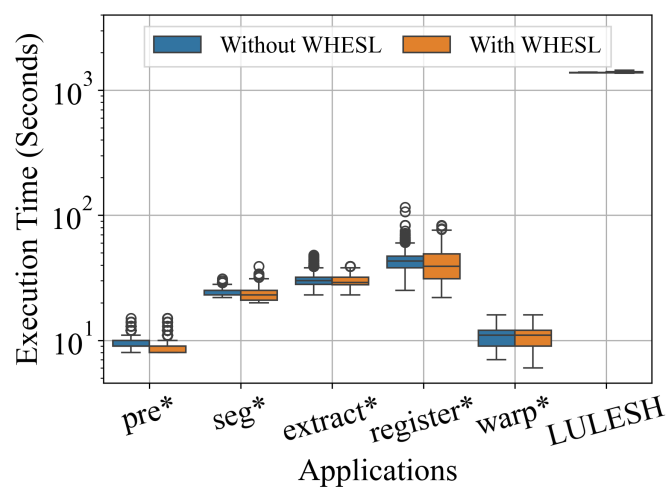 Without WHESL With WHESL
Execution Time (Seconds)
10³
10²
10¹
pre* seg* extract* register* warp* LULESH
Applications